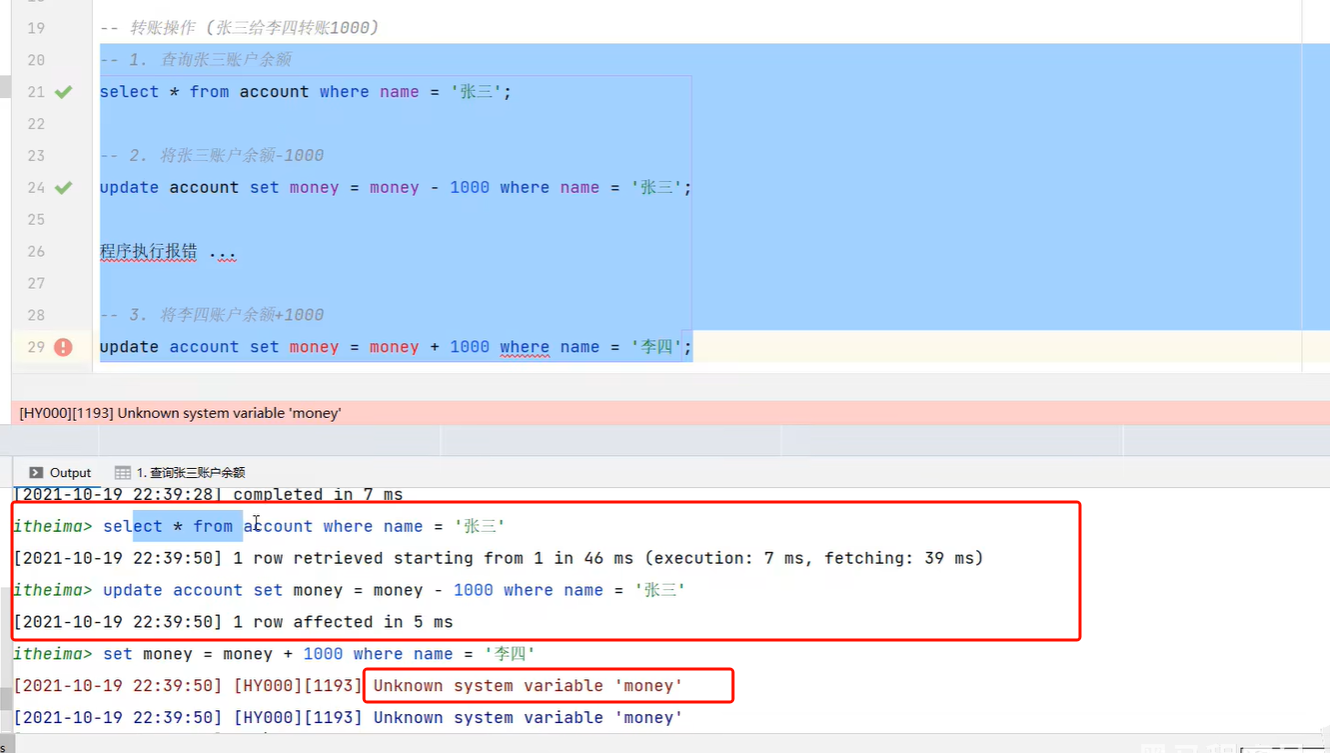 19 -- 转账操作 (张三给李四转账1000)
20 -- 1. 查询张三账户余额
21 select * from account where name = '张三';
22
23 -- 2. 将张三账户余额-1000
24 update account set money = money - 1000 where name = '张三';
25
26 程序执行报错 ...
27
28 -- 3. 将李四账户余额+1000
29 update account set money = money + 1000 where name = '李四';
[HY000][1193] Unknown system variable 'money'
Output 1. 查询张三账户余额
[2021-10-19 22:39:28] completed in 7 ms
itheima> select * from account where name = '张三'
[2021-10-19 22:39:50] 1 row retrieved starting from 1 in 46 ms (execution: 7 ms, fetching: 39 ms)
itheima> update account set money = money - 1000 where name = '张三'
[2021-10-19 22:39:50] 1 row affected in 5 ms
itheima> set money = money + 1000 where name = '李四'
[2021-10-19 22:39:50] [HY000][1193] Unknown system variable 'money'
[2021-10-19 22:39:50] [HY000][1193] Unknown system variable 'money'